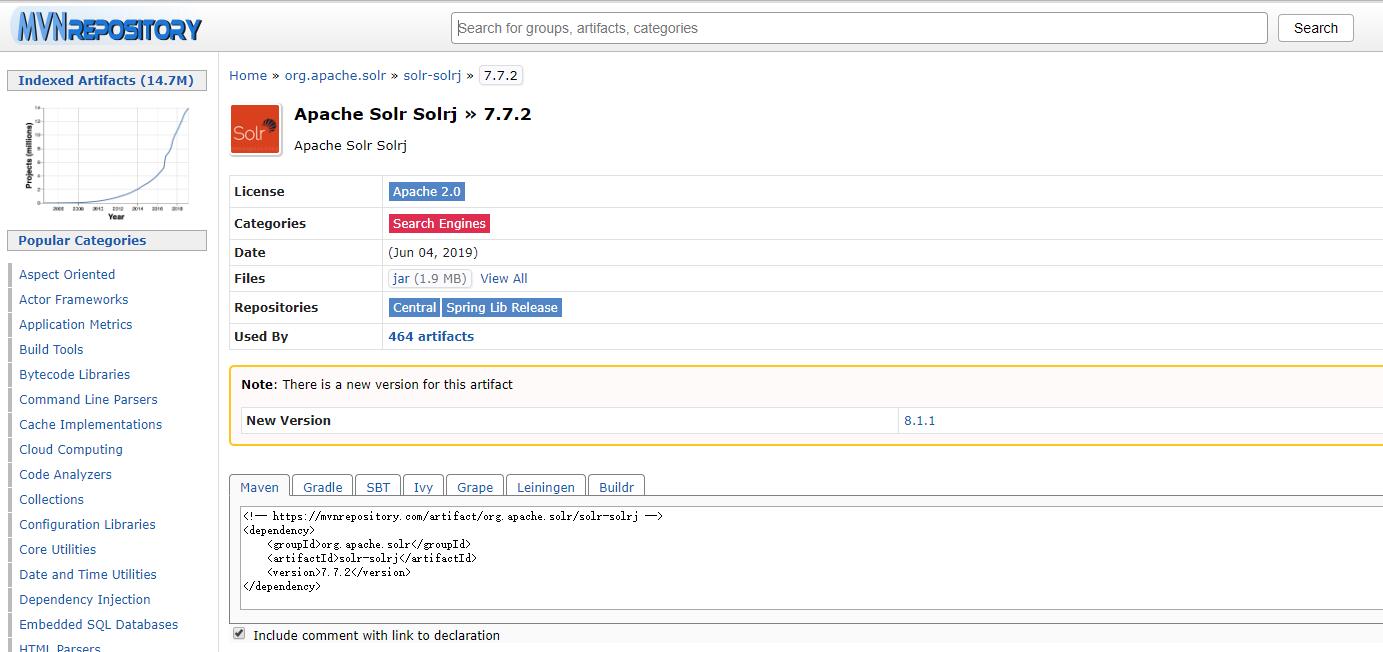 MVNREPOSITORY
Search for groups, artifacts, categories
Search
Indexed Artifacts (14.7M)
Projects (millions)
Year
Popular Categories
Aspect Oriented
Actor Frameworks
Application Metrics
Build Tools
Bytecode Libraries
Command Line Parsers
Cache Implementations
Cloud Computing
Code Analyzers
Collections
Configuration Libraries
Core Utilities
Date and Time Utilities
Dependency Injection
Embedded SQL Databases
HTML Parsers
Home » org.apache.solr » solr-solrj » 7.7.2
Solr
Apache Solr Solrj » 7.7.2
Apache Solr Solrj
License Apache 2.0
Categories Search Engines
Date (Jun 04, 2019)
Files jar (1.9 MB) View All
Repositories Central Spring Lib Release
Used By 464 artifacts
Note: There is a new version for this artifact
New Version 8.1.1
Maven Gradle SBT Ivy Grape Leiningen Buildr
<!-- https://mvnrepository.com/artifact/org.apache.solr/solr-solrj -->
<dependency>
    <groupId>org.apache.solr</groupId>
    <artifactId>solr-solrj</artifactId>
    <version>7.7.2</version>
</dependency>
Include comment with link to declaration